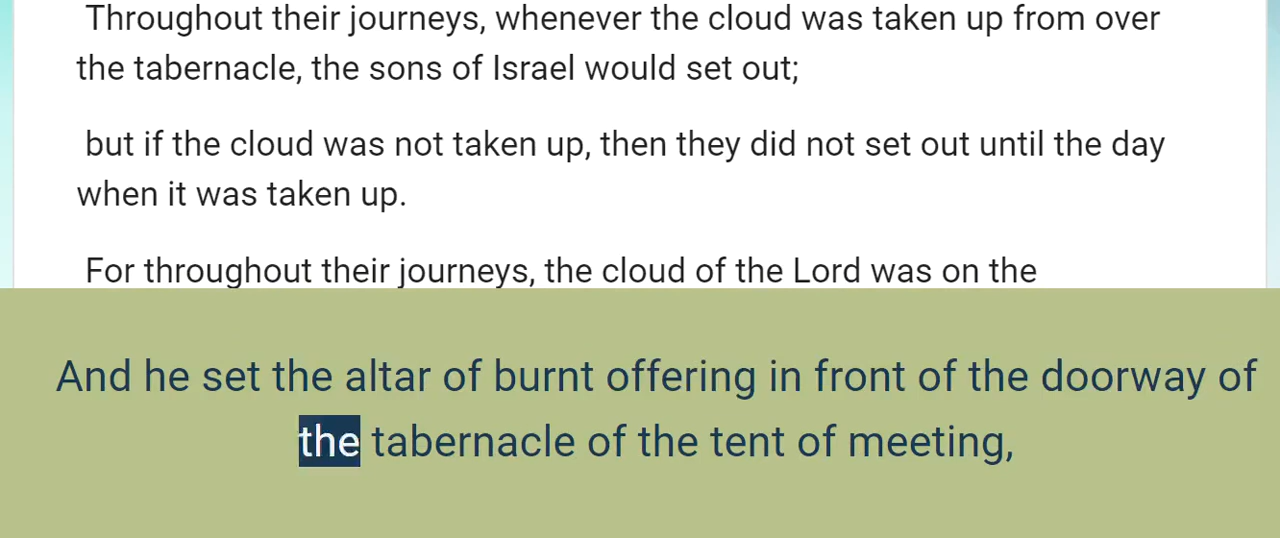 Throughout their journeys, whenever the cloud was taken up from over
the tabernacle, the sons of Israel would set out;
but if the cloud was not taken up, then they did not set out until the day
when it was taken up.
For throughout their journeys, the cloud of the Lord was on the
And he set the altar of burnt offering in front of the doorway of
the tabernacle of the tent of meeting,